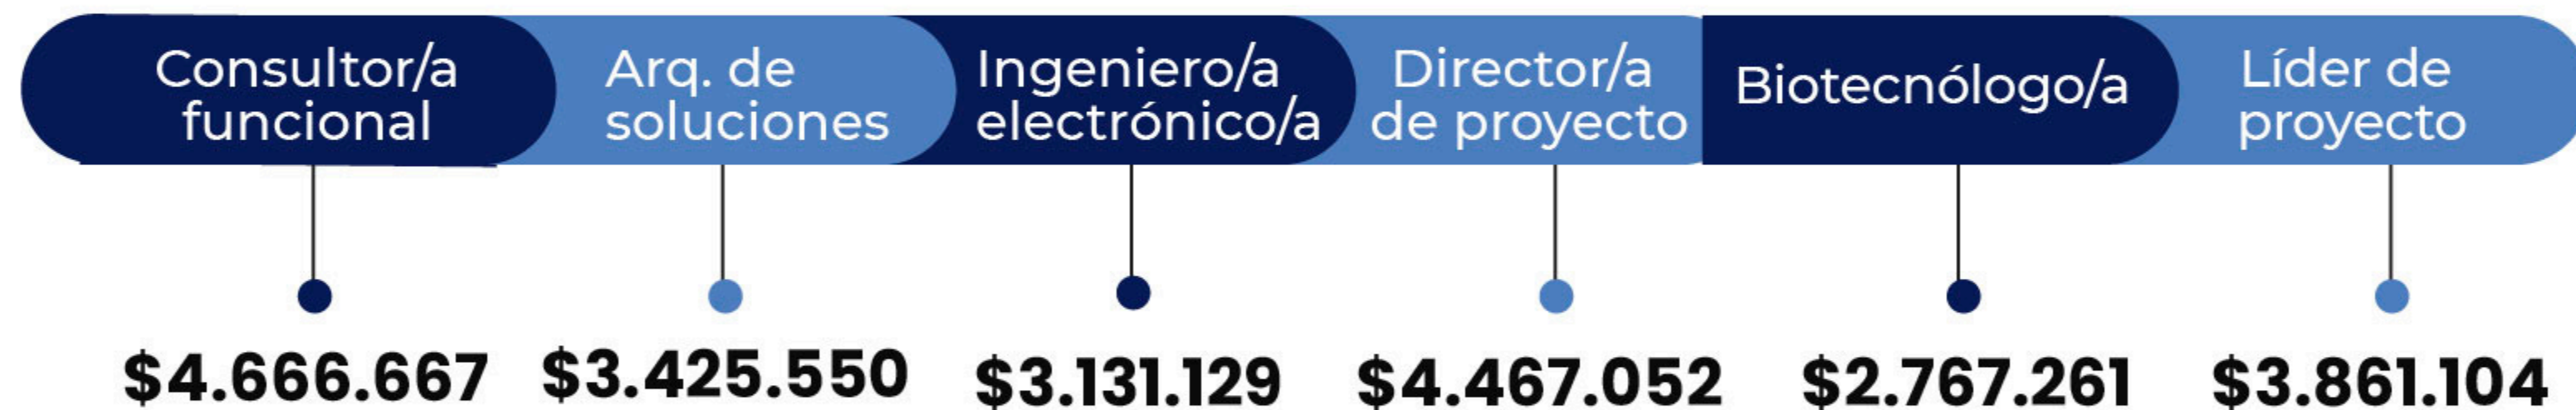 Consultor/a
funcional
Arq. de
soluciones
Ingeniero/a
electrónico/a
Director/a
de proyecto
Biotecnólogo/a
Líder de
proyecto
$4.666.667
$3.425.550
$3.131.129
$4.467.052
$2.767.261
$3.861.104